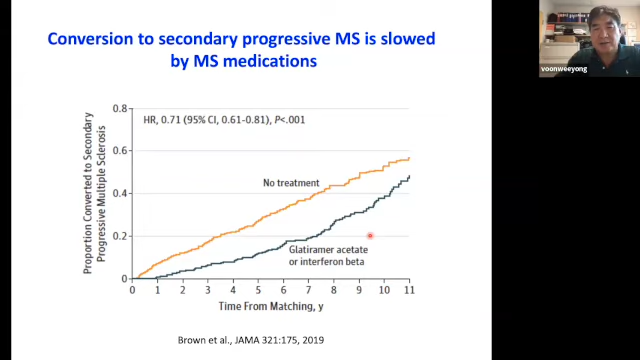 Conversion to secondary progressive MS is slowed
by MS medications
voonweeyong
HR, 0.71 (95% CI, 0.61-0.81), P<.001
No treatment
Glatiramer acetate
or interferon beta
Proportion Converted to Secondary
Progressive Multiple Sclerosis
0.8
0.6
0.4
0.2
0
0 1 2 3 4 5 6 7 8 9 10 11
Time From Matching, y
Brown et al., JAMA 321:175, 2019